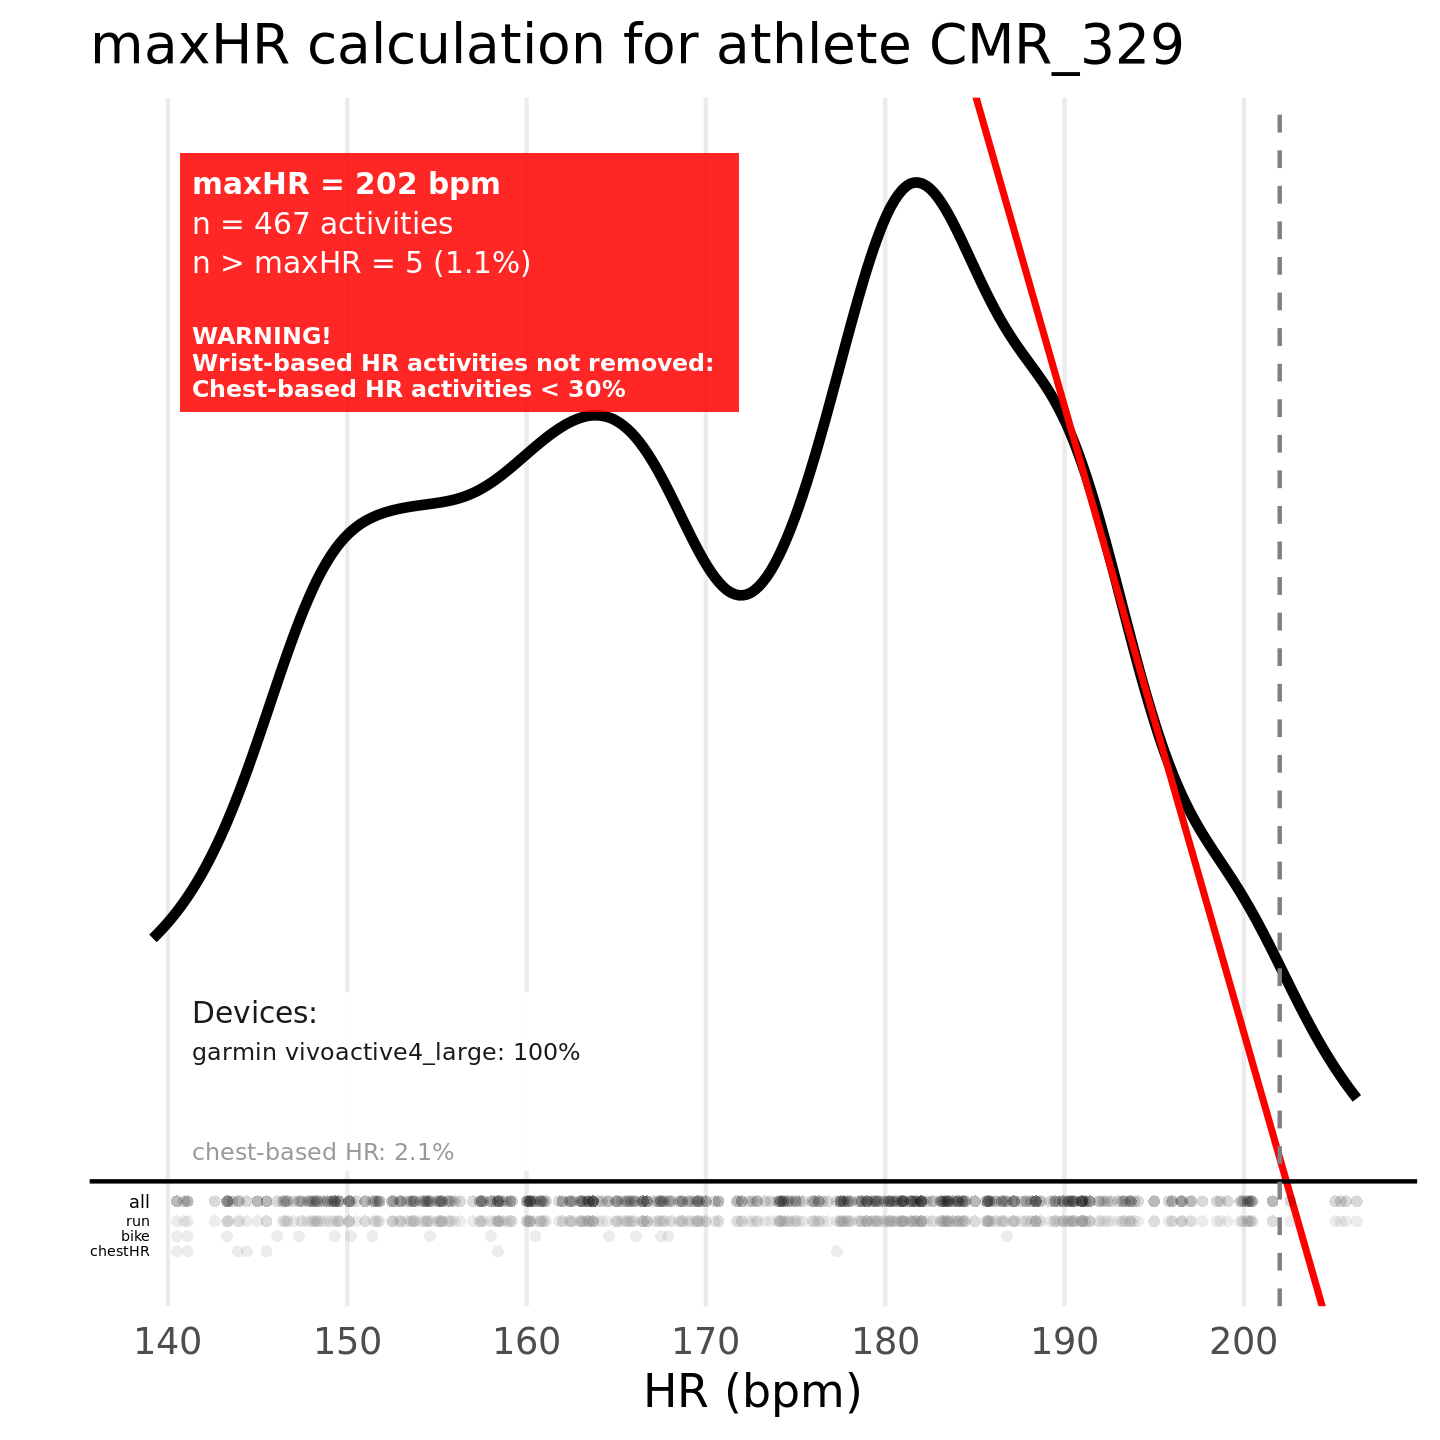 maxHR calculation for athlete CMR_329
maxHR = 202 bpm
n = 467 activities
n > maxHR = 5 (1.1%)
WARNING!
Wrist-based HR activities not removed:
Chest-based HR activities < 30%
Devices:
garmin vivoactive4_large: 100%
chest-based HR: 2.1%
all
run
bike
chestHR
140 150 160 170 180 190 200
HR (bpm)